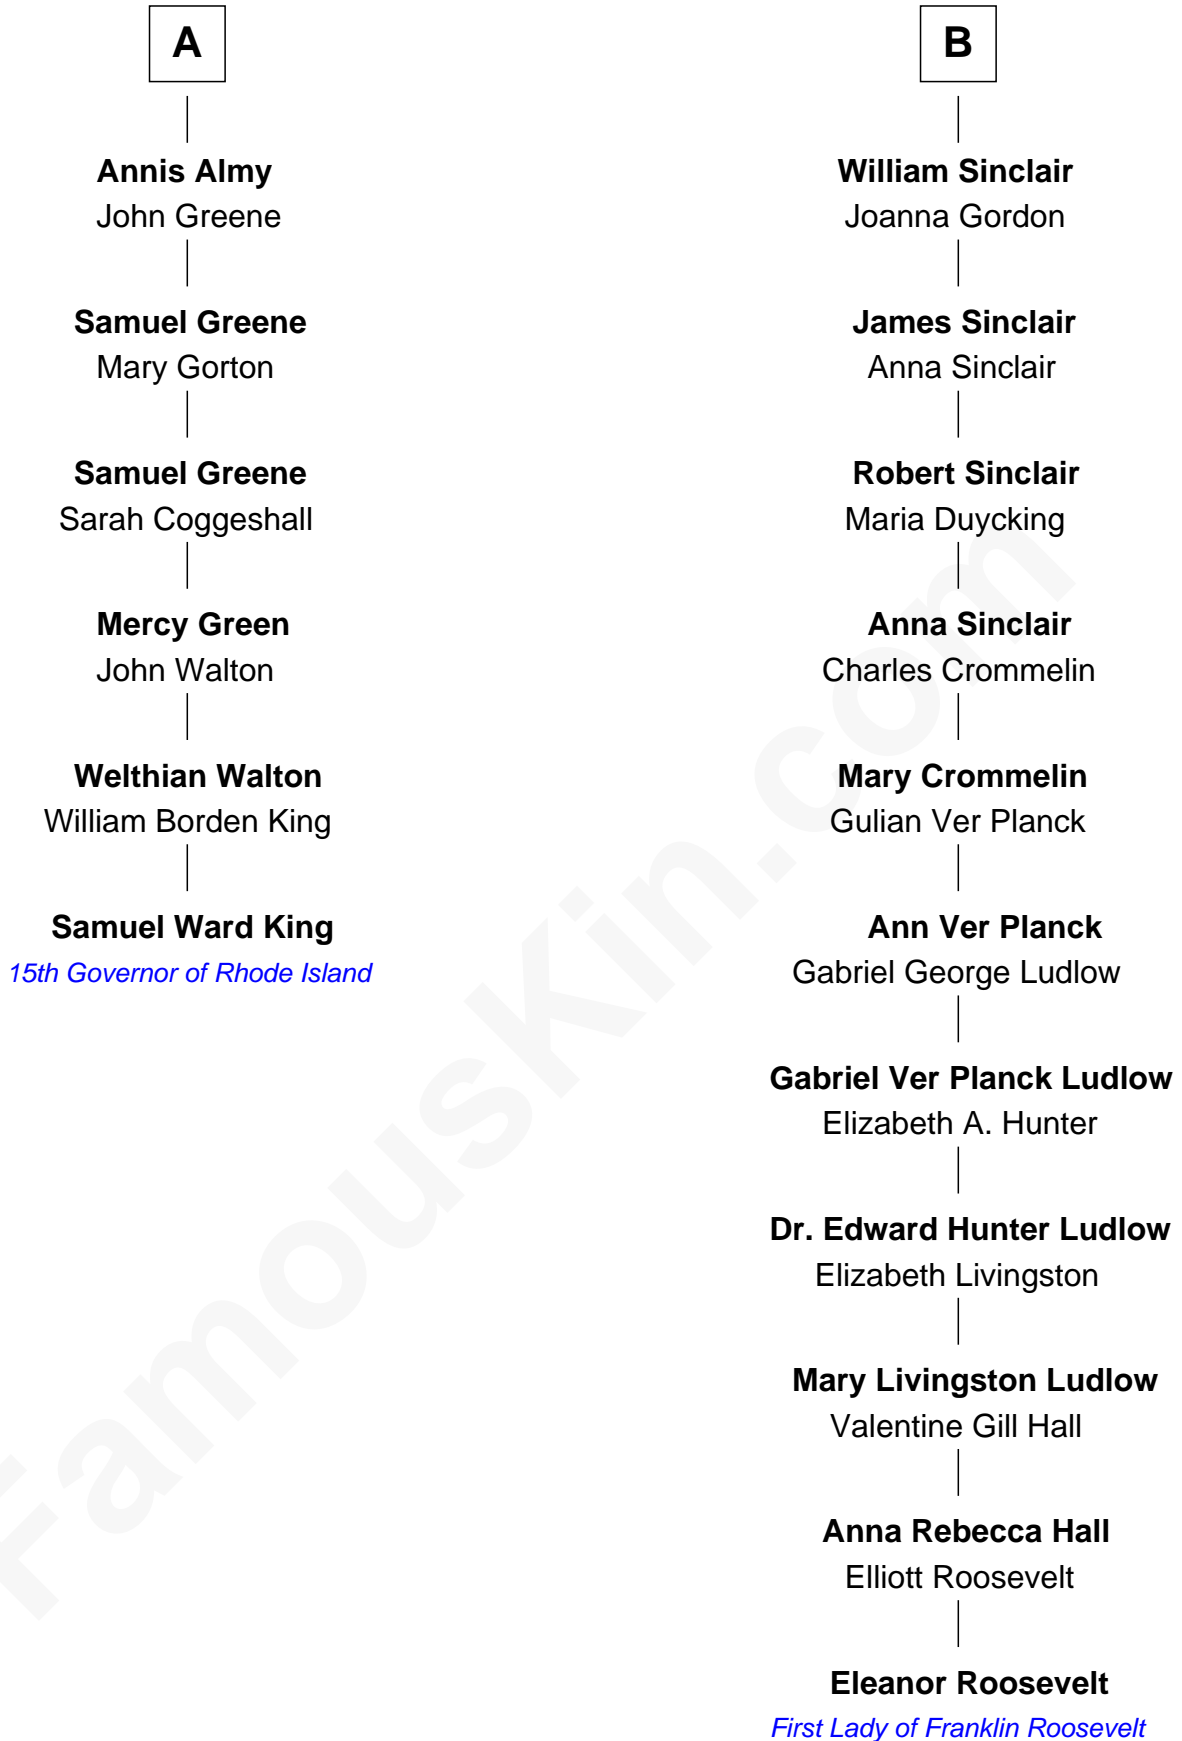 A
Annis Almy
John Greene
Samuel Greene
Mary Gorton
Samuel Greene
Sarah Coggeshall
Mercy Green
John Walton
Welthian Walton
William Borden King
Samuel Ward King
15th Governor of Rhode Island
B
William Sinclair
Joanna Gordon
James Sinclair
Anna Sinclair
Robert Sinclair
Maria Duycking
Anna Sinclair
Charles Crommelin
Mary Crommelin
Gulian Ver Planck
Ann Ver Planck
Gabriel George Ludlow
Gabriel Ver Planck Ludlow
Elizabeth A. Hunter
Dr. Edward Hunter Ludlow
Elizabeth Livingston
Mary Livingston Ludlow
Valentine Gill Hall
Anna Rebecca Hall
Elliott Roosevelt
Eleanor Roosevelt
First Lady of Franklin Roosevelt
FamousKin.com